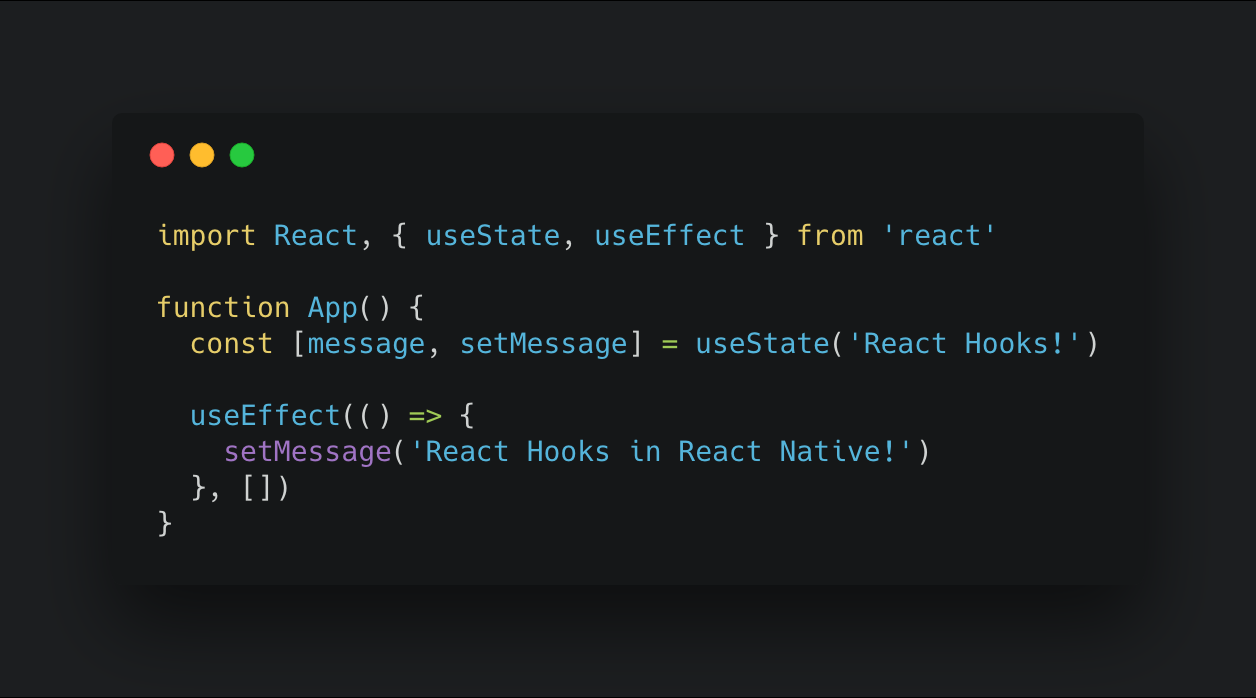 import React, { useState, useEffect } from 'react'
function App() {
  const [message, setMessage] = useState('React Hooks!')
  useEffect(() => {
    setMessage('React Hooks in React Native!')
  }, [])
}